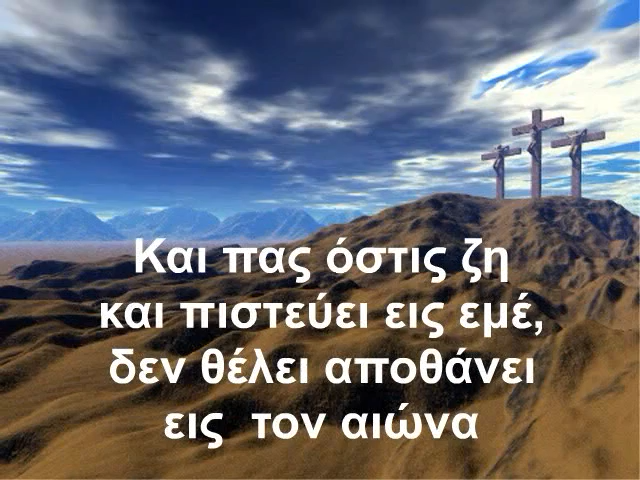 Και πας όστις ζη
και πιστεύει εις εμέ,
δεν θέλει αποθάνει
εις τον αιώνα